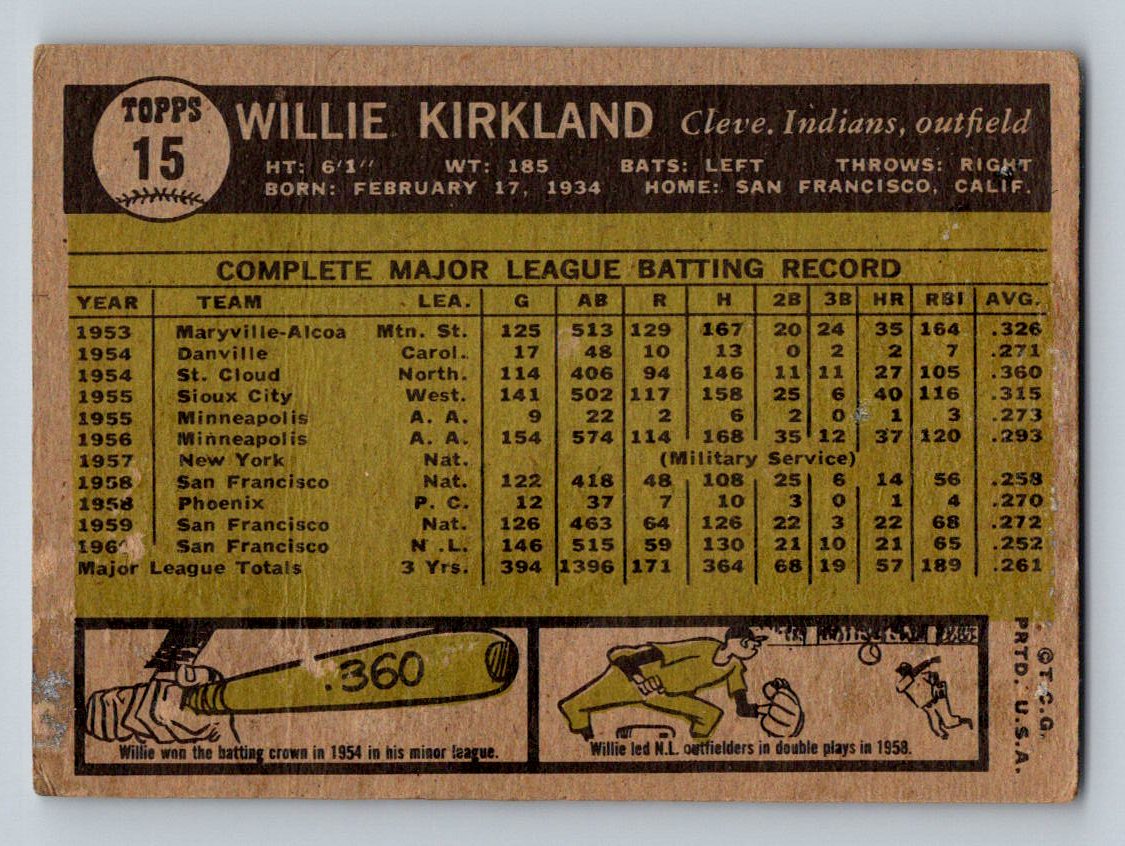 TOPPS
15
WILLIE KIRKLAND Cleve. Indians, outfield
HT: 6'1" WT: 185 BATS: LEFT THROWS: RIGHT
BORN: FEBRUARY 17, 1934 HOME: SAN FRANCISCO, CALIF.
COMPLETE MAJOR LEAGUE BATTING RECORD
YEAR TEAM LEA. G AB R H 2B 3B HR RBI AVG.
1953 Maryville-Alcoa Mtn. St. 125 513 129 167 20 24 35 164 .326
1954 Danville Carol. 17 48 10 13 0 2 2 7 .271
1954 St. Cloud North. 114 406 94 146 11 11 27 105 .360
1955 Sioux City West. 141 502 117 158 25 6 40 116 .315
1955 Minneapolis A. A. 9 22 2 6 2 0 1 3 .273
1956 Minneapolis A. A. 154 574 114 168 35 12 37 120 .293
1957 New York Nat. (Military Service)
1958 San Francisco Nat. 122 418 48 108 25 6 14 56 .258
1958 Phoenix P. C. 12 37 7 10 3 0 1 4 .270
1959 San Francisco Nat. 126 463 64 126 22 3 22 68 .272
San Francisco N.L. 146 515 59 130 21 10 21 65 .252
Major League Totals 3 Yrs. 394 1396 171 364 68 19 57 189 .261
.360
Willie won the batting crown in 1954 in his minor league.
Willie led N.L. outfielders in double plays in 1958.
© T.C.G.
PRTD. U.S.A.